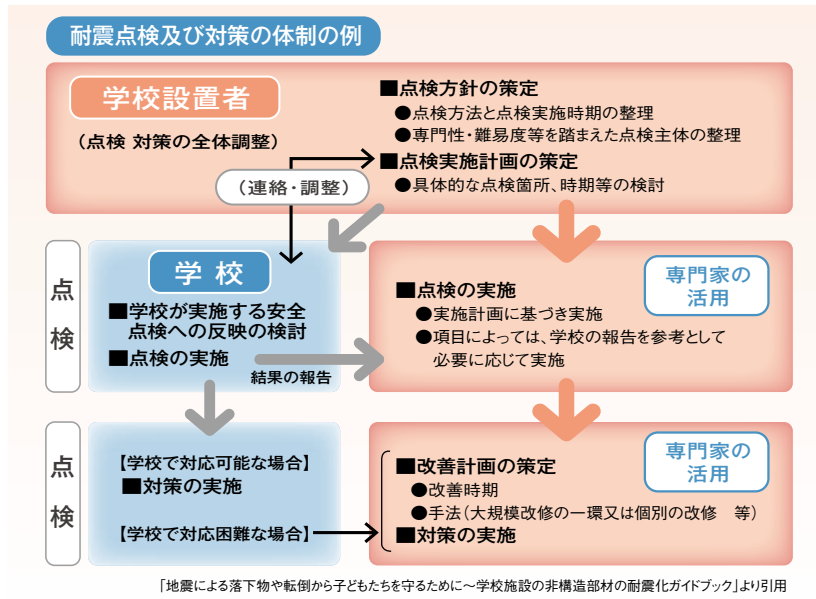 耐震点検及び対策の体制の例
学校設置者
（点検 対策の全体調整）
■点検方針の策定
●点検方法と点検実施時期の整理
●専門性・難易度等を踏まえた点検主体の整理
■点検実施計画の策定
●具体的な点検箇所、時期等の検討
（連絡・調整）
点検
学校
■学校が実施する安全
点検への反映の検討
■点検の実施
結果の報告
専門家の
活用
■点検の実施
●実施計画に基づき実施
●項目によっては、学校の報告を参考として
必要に応じて実施
点検
【学校で対応可能な場合】
■対策の実施
【学校で対応困難な場合】
専門家の
活用
■改善計画の策定
●改善時期
●手法（大規模改修の一環又は個別の改修　等）
■対策の実施
「地震による落下物や転倒から子どもたちを守るために～学校施設の非構造部材の耐震化ガイドブック」より引用